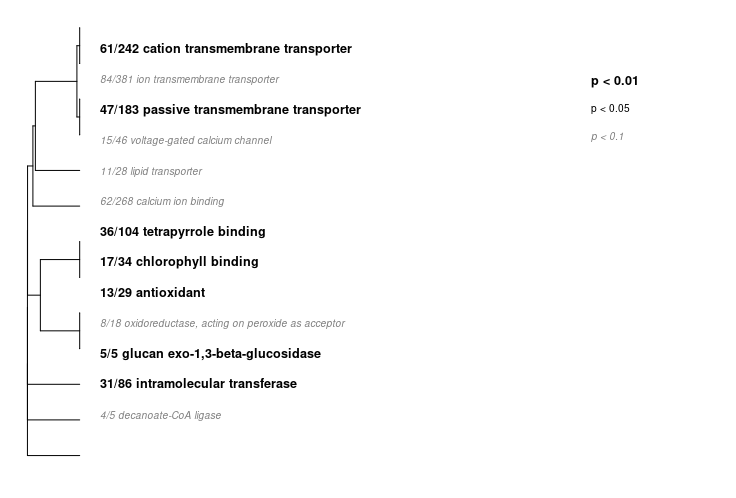 61/242 cation transmembrane transporter
84/381 ion transmembrane transporter
47/183 passive transmembrane transporter
15/46 voltage-gated calcium channel
11/28 lipid transporter
62/268 calcium ion binding
36/104 tetrapyrrole binding
17/34 chlorophyll binding
13/29 antioxidant
8/18 oxidoreductase, acting on peroxide as acceptor
5/5 glucan exo-1,3-beta-glucosidase
31/86 intramolecular transferase
4/5 decanoate-CoA ligase
p < 0.01
p < 0.05
p < 0.1